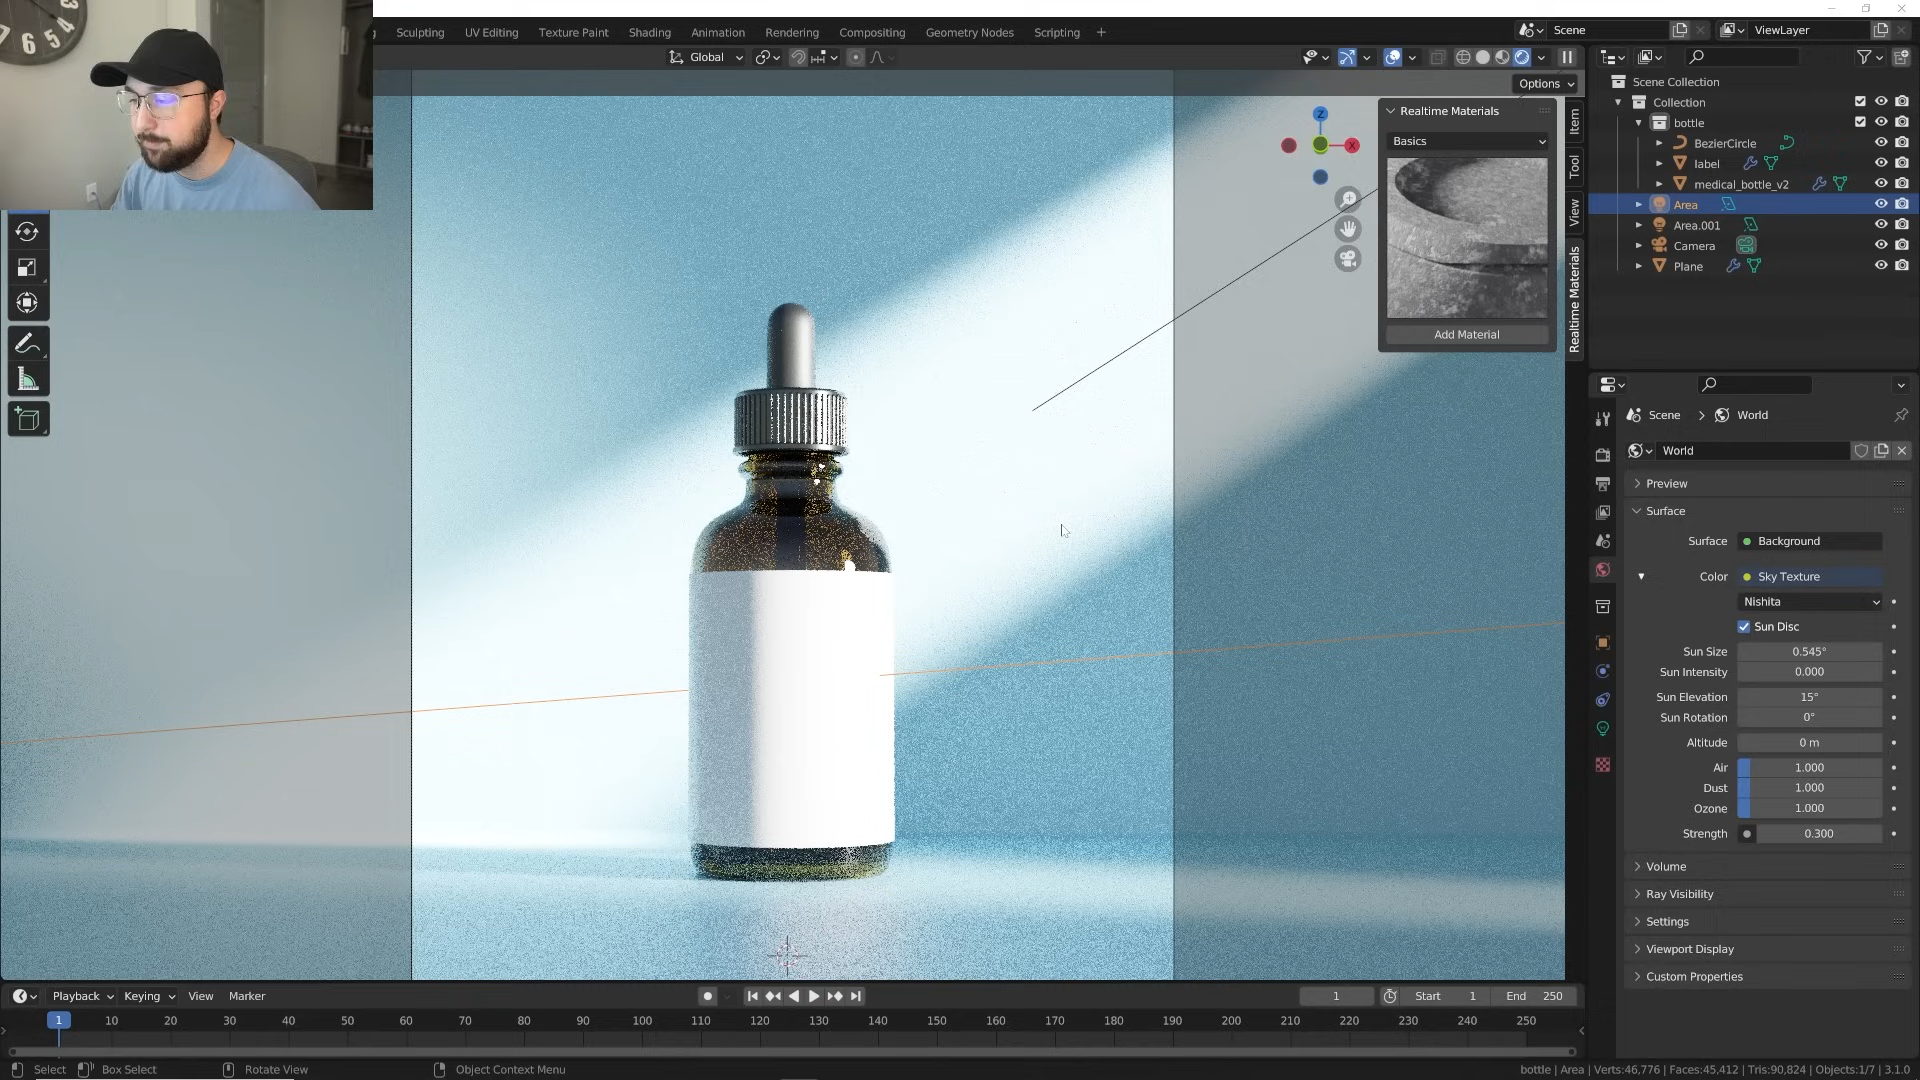 Sculpting UV Editing Texture Paint Shading Animation Rendering Compositing Geometry Nodes Scripting + Scene ViewLayer
Global
Options
Realtime Materials
Basics
Add Material
Item
Tool
View
Realtime Materials
Z
X
Scene Collection
Collection
bottle
BezierCircle
label
medical_bottle_v2
Area
Area.001
Camera
Plane
Scene > World
World
Preview
Surface
Surface Background
Color Sky Texture
Nishita
Sun Disc
Sun Size 0.545°
Sun Intensity 0.000
Sun Elevation 15°
Sun Rotation 0°
Altitude 0 m
Air 1.000
Dust 1.000
Ozone 1.000
Strength 0.300
Volume
Ray Visibility
Settings
Viewport Display
Custom Properties
Playback Keying View Marker 1 Start 1 End 250
1 10 20 30 40 50 60 70 80 90 100 110 120 130 140 150 160 170 180 190 200 210 220 230 240 250
Select Box Select Rotate View Object Context Menu bottle | Area | Verts:46,776 | Faces:45,412 | Tris:90,824 | Objects:1/7 | 3.1.0